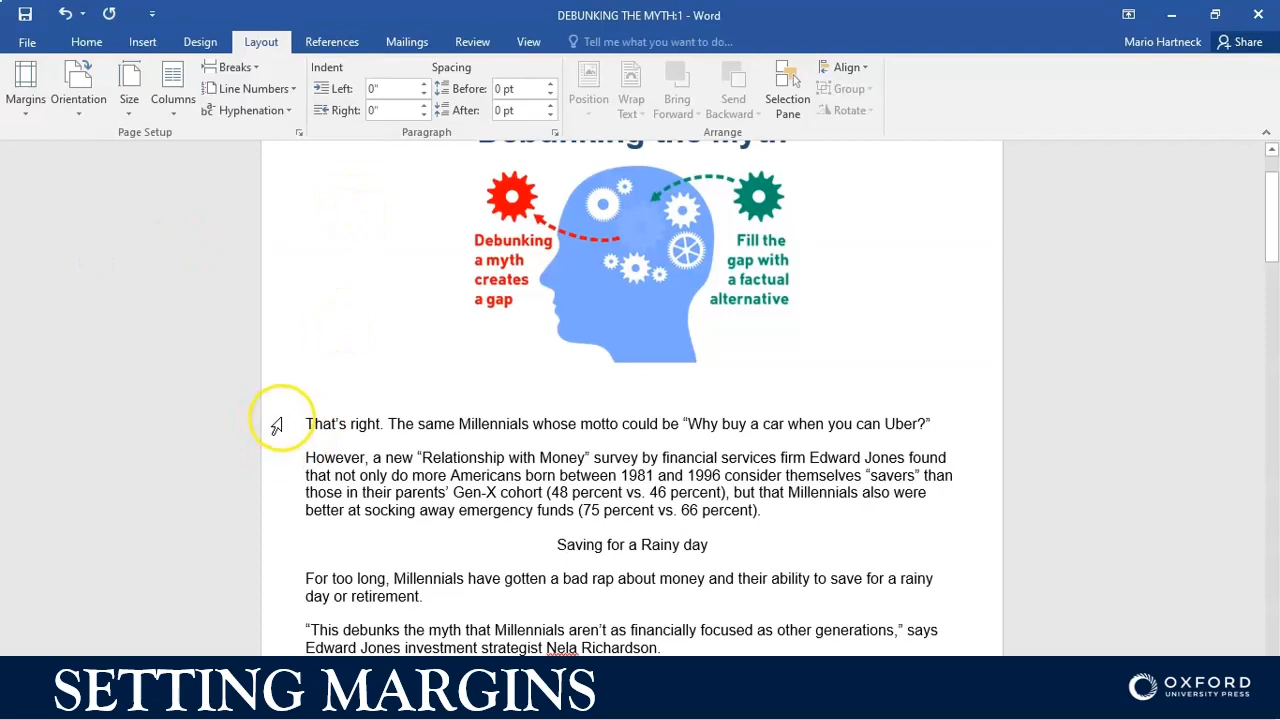 DEBUNKING THE MYTH:1 - Word
File Home Insert Design Layout References Mailings Review View Tell me what you want to do... Mario Hartneck Share
Margins Orientation Size Columns
Breaks
Line Numbers
Hyphenation
Page Setup
Indent Spacing
Left: 0" Before: 0 pt
Right: 0" After: 0 pt
Paragraph
Position Wrap Text Bring Forward Send Backward Selection Pane
Align
Group
Rotate
Arrange
Debunking the Myth
Debunking
a myth
creates
a gap
Fill the
gap with
a factual
alternative
That’s right. The same Millennials whose motto could be “Why buy a car when you can Uber?”
However, a new “Relationship with Money” survey by financial services firm Edward Jones found
that not only do more Americans born between 1981 and 1996 consider themselves “savers” than
those in their parents’ Gen-X cohort (48 percent vs. 46 percent), but that Millennials also were
better at socking away emergency funds (75 percent vs. 66 percent).
Saving for a Rainy day
For too long, Millennials have gotten a bad rap about money and their ability to save for a rainy
day or retirement.
“This debunks the myth that Millennials aren’t as financially focused as other generations,” says
Edward Jones investment strategist Nela Richardson.
SETTING MARGINS
OXFORD
UNIVERSITY PRESS